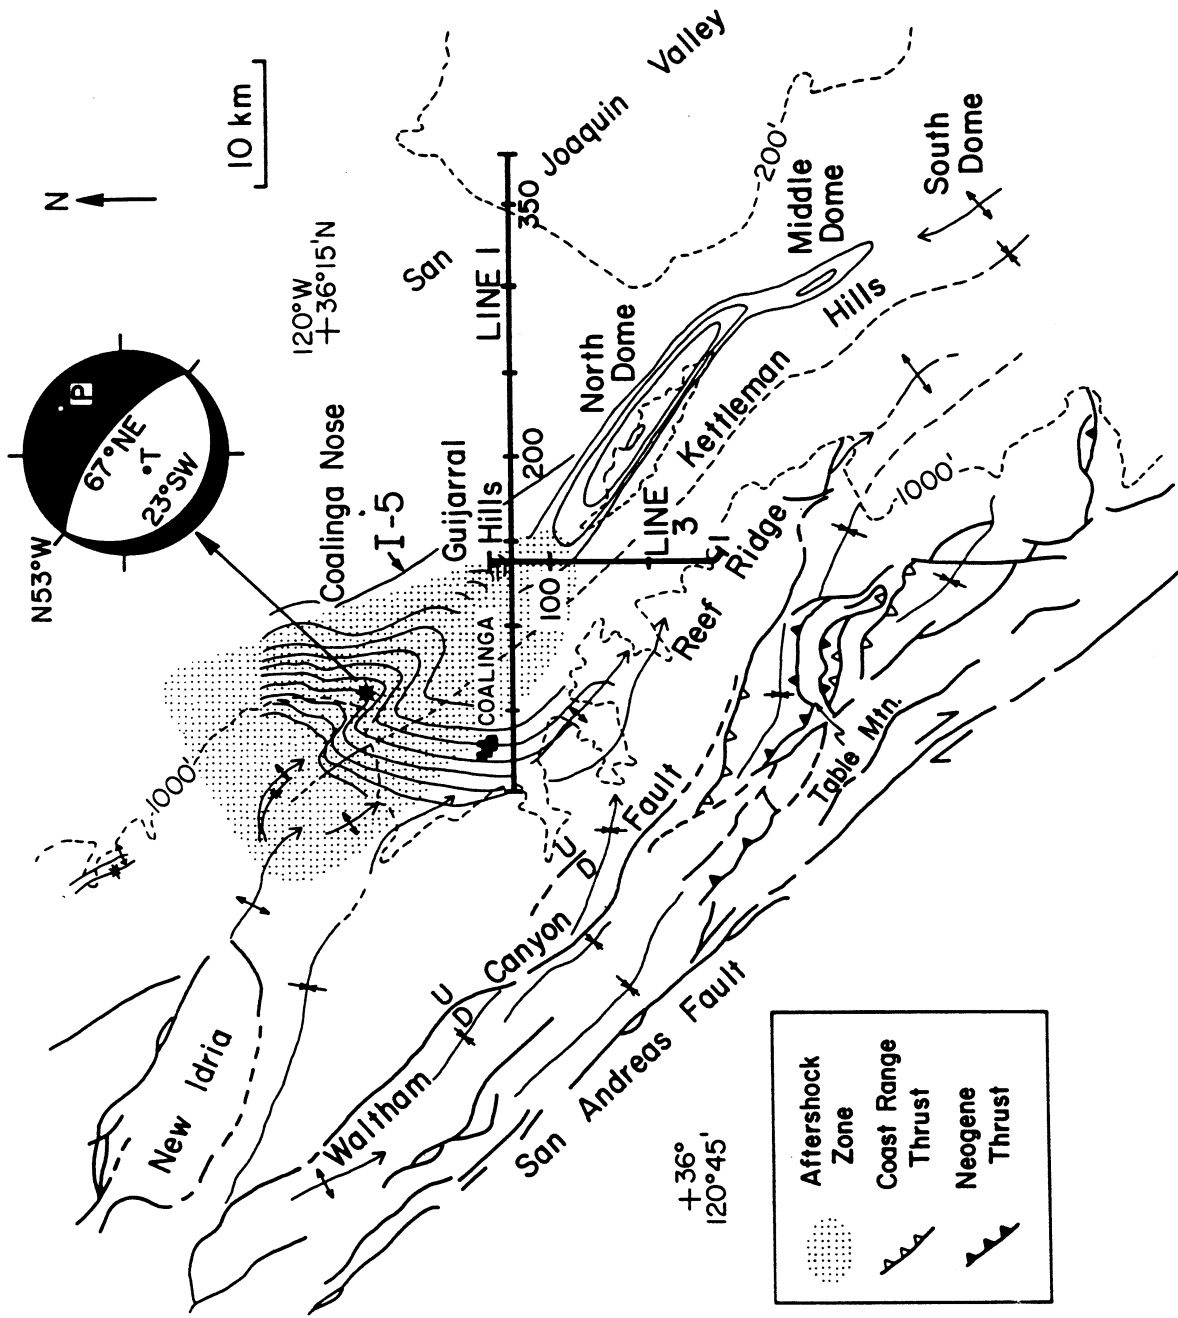 N53°W
67°NE
P
T
23°SW
N
10 km
120°W
+36°15'N
San
Joaquin
Valley
Coalinga Nose
I-5
Guijarral
Hills
LINE 1
350
200
100
COALINGA
North
Dome
Middle
Dome
South
Dome
200'
Kettleman
Hills
LINE
3
1
Reef
Ridge
1000'
1000'
New Idria
Waltham
Canyon
Fault
U
D
U
D
Table Mtn.
San Andreas Fault
+36°
120°45'
Aftershock
Zone
Coast Range
Thrust
Neogene
Thrust